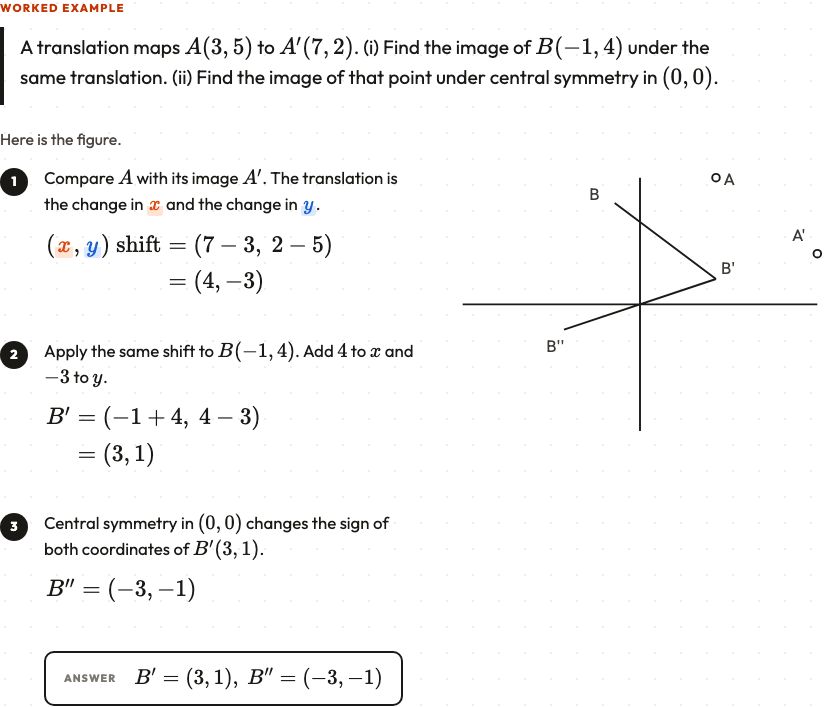 WORKED EXAMPLE
A translation maps A(3, 5) to A′(7, 2). (i) Find the image of B(−1, 4) under the
same translation. (ii) Find the image of that point under central symmetry in (0, 0).
Here is the figure.
1
Compare A with its image A′. The translation is
the change in x and the change in y.
(x, y) shift = (7 − 3, 2 − 5)
= (4, −3)
2
Apply the same shift to B(−1, 4). Add 4 to x and
−3 to y.
B′ = (−1 + 4, 4 − 3)
= (3, 1)
3
Central symmetry in (0, 0) changes the sign of
both coordinates of B′(3, 1).
B″ = (−3, −1)
ANSWER B′ = (3, 1), B″ = (−3, −1)
A
B
A'
B'
B''